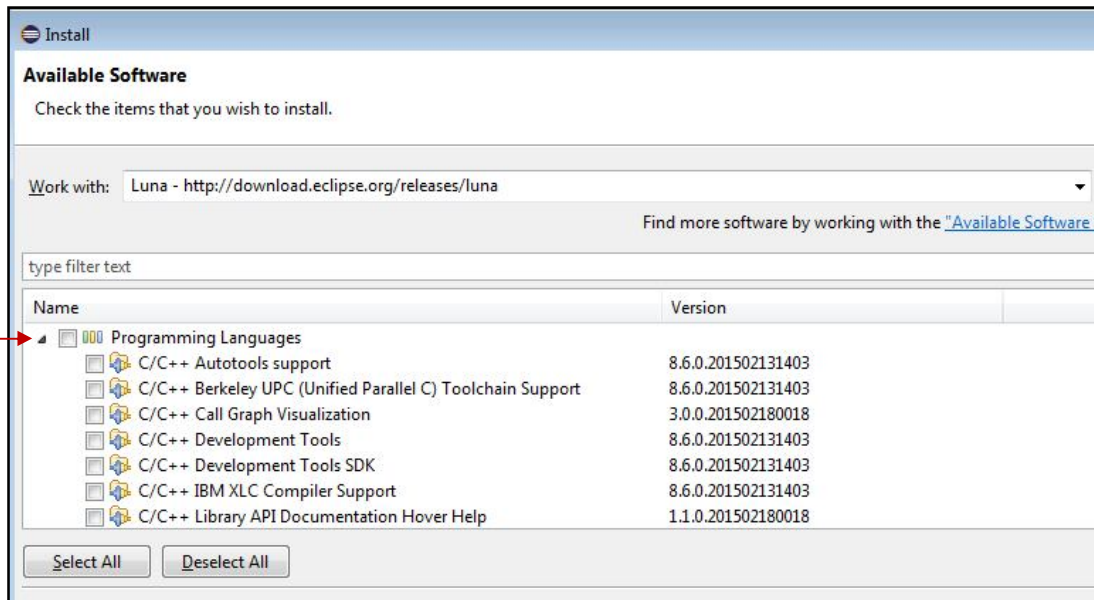 Install
Available Software
Check the items that you wish to install.
Work with: Luna - http://download.eclipse.org/releases/luna
Find more software by working with the "Available Software
type filter text
Name Version
Programming Languages
C/C++ Autotools support 8.6.0.201502131403
C/C++ Berkeley UPC (Unified Parallel C) Toolchain Support 8.6.0.201502131403
C/C++ Call Graph Visualization 3.0.0.201502180018
C/C++ Development Tools 8.6.0.201502131403
C/C++ Development Tools SDK 8.6.0.201502131403
C/C++ IBM XLC Compiler Support 8.6.0.201502131403
C/C++ Library API Documentation Hover Help 1.1.0.201502180018
Select All Deselect All